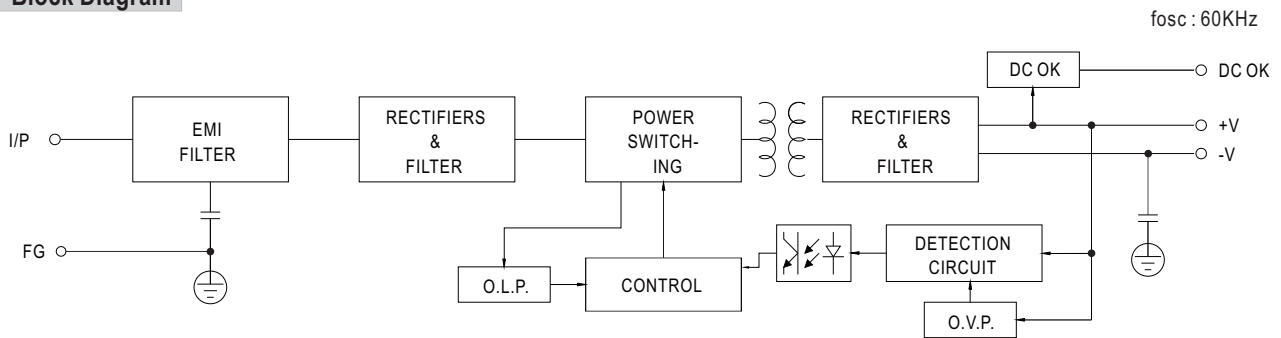 Block Diagram
fosc : 60KHz
DC OK
DC OK
I/P
EMI
FILTER
RECTIFIERS
&
FILTER
POWER
SWITCH-
ING
RECTIFIERS
&
FILTER
+V
-V
FG
O.L.P.
CONTROL
DETECTION
CIRCUIT
O.V.P.